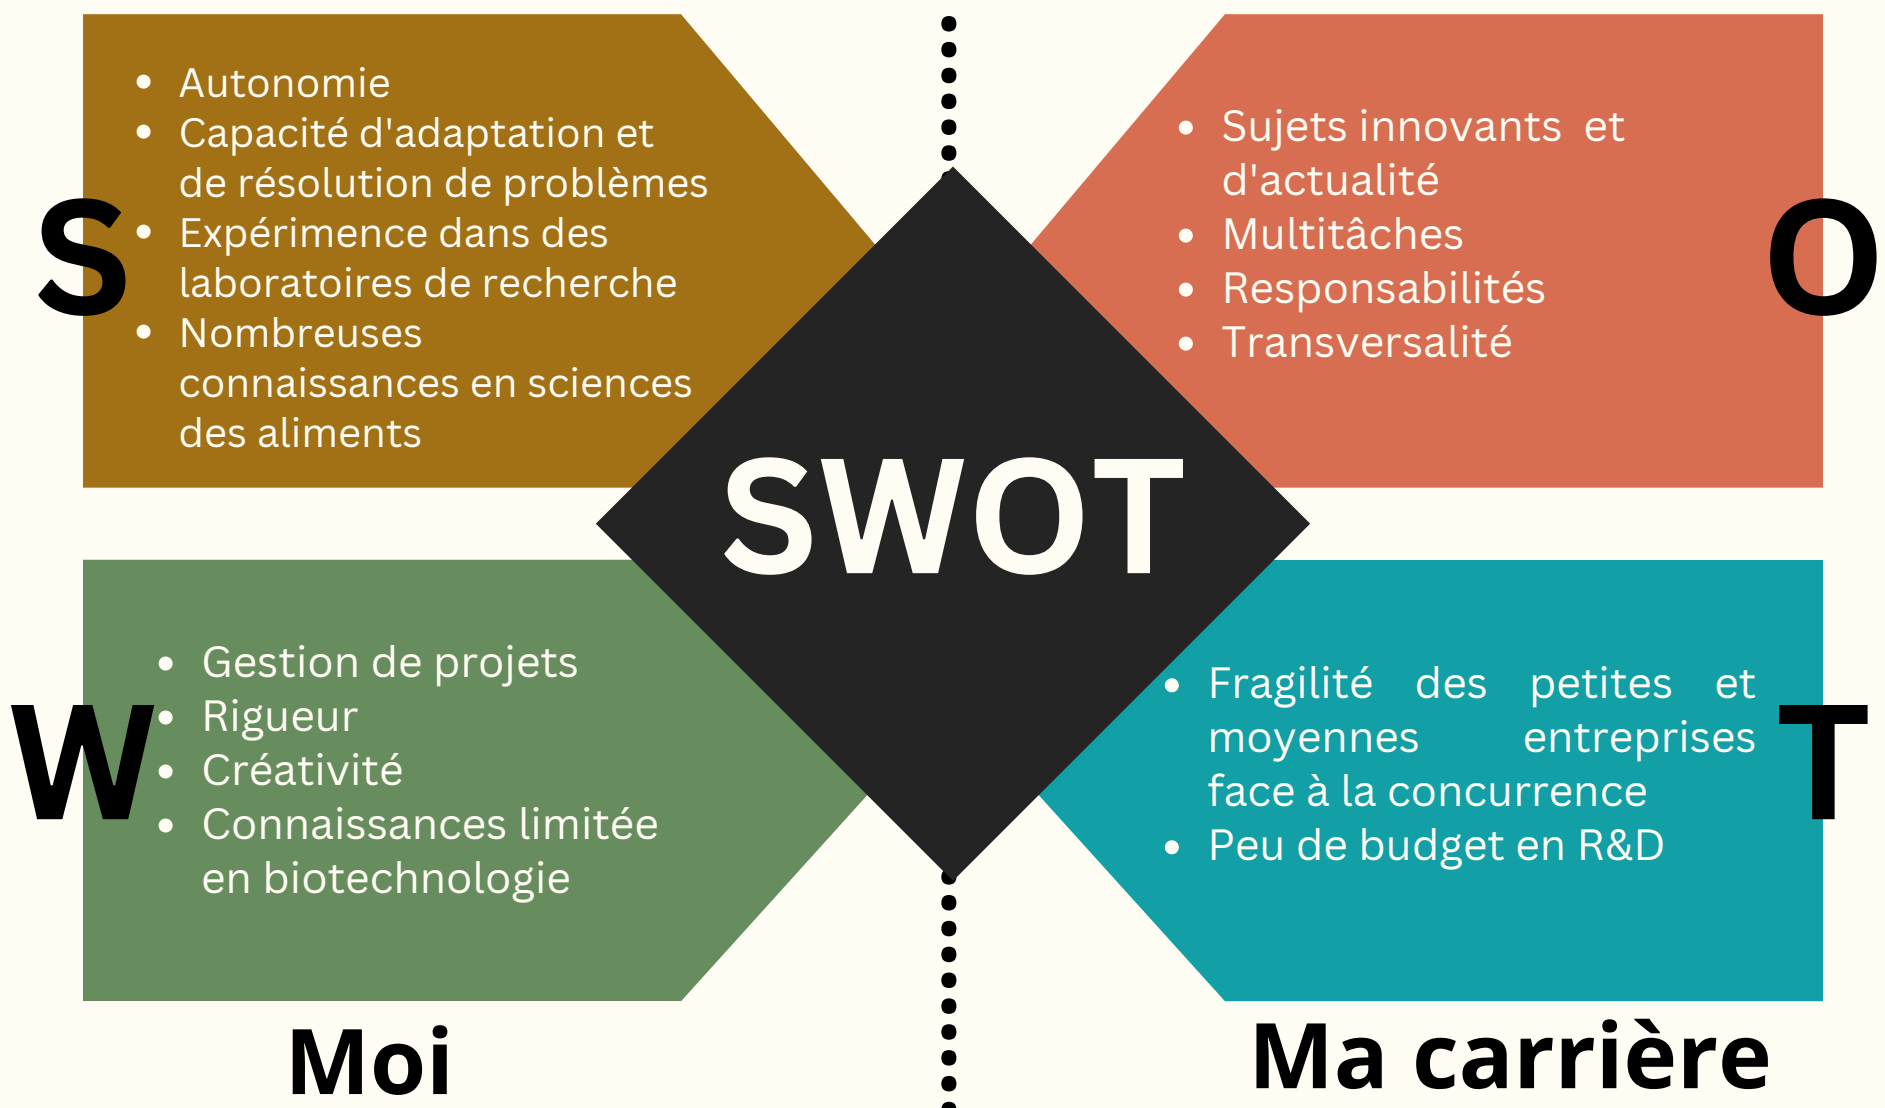 S
• Autonomie
• Capacité d'adaptation et
de résolution de problèmes
• Expérimence dans des
laboratoires de recherche
• Nombreuses
connaissances en sciences
des aliments
O
• Sujets innovants  et
d'actualité
• Multitâches
• Responsabilités
• Transversalité
SWOT
W
• Gestion de projets
• Rigueur
• Créativité
• Connaissances limitée
en biotechnologie
T
• Fragilité des petites et
moyennes entreprises
face à la concurrence
• Peu de budget en R&D
Moi
Ma carrière